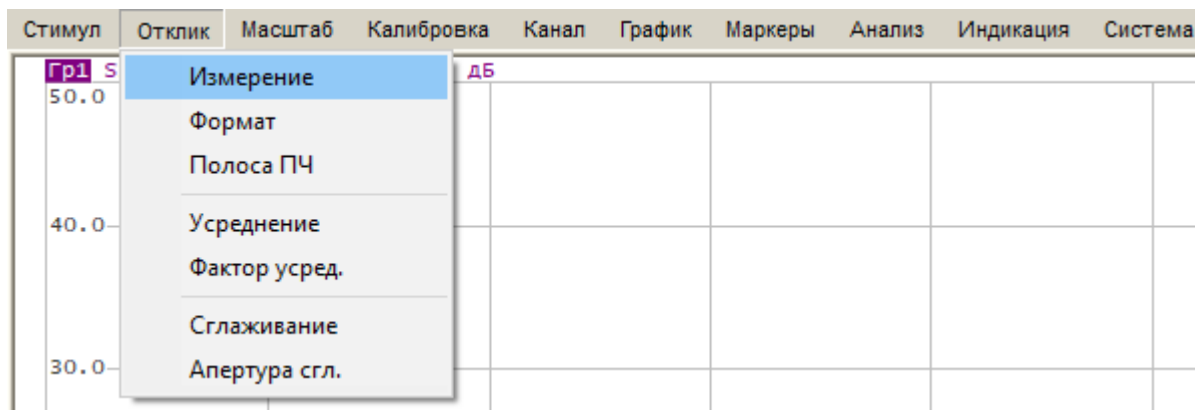 Стимул Отклик Масштаб Калибровка Канал График Маркеры Анализ Индикация Система
Гр1 S дБ
50.0
Измерение
Формат
Полоса ПЧ
40.0
Усреднение
Фактор усред.
Сглаживание
30.0
Апертура сгл.